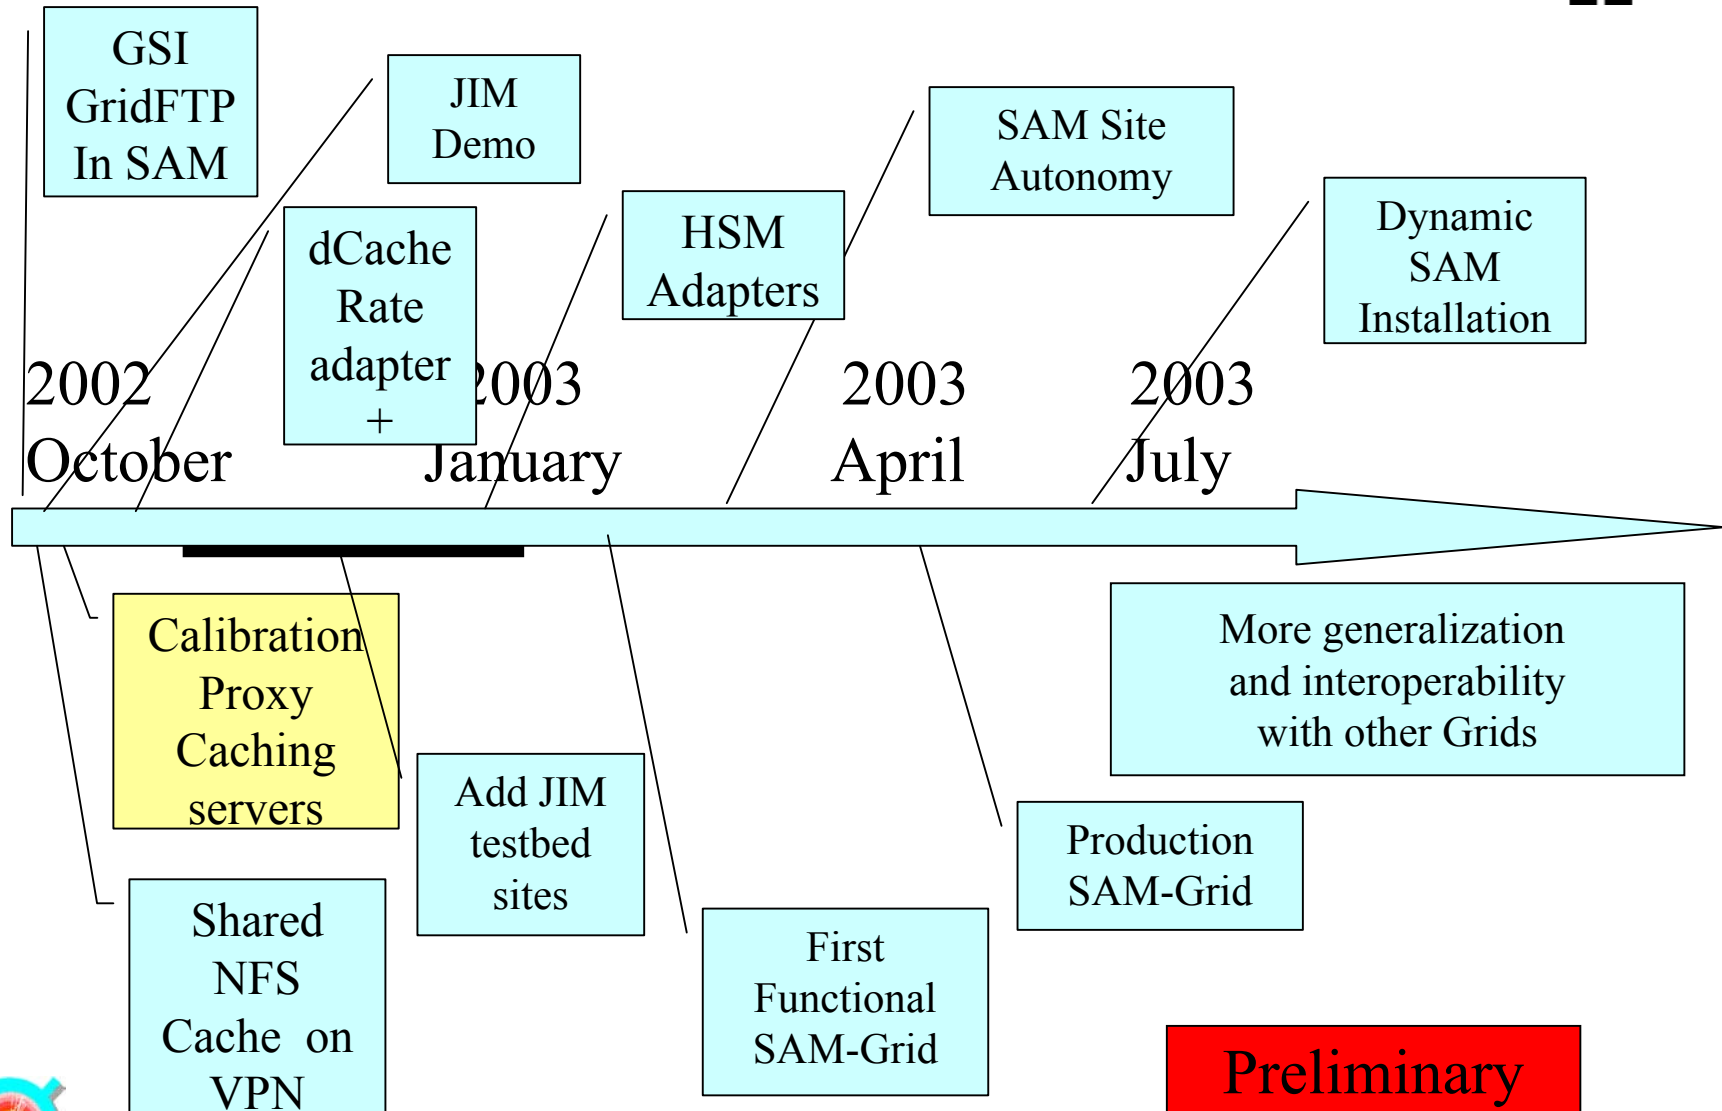 GSI
GridFTP
In SAM
JIM
Demo
SAM Site
Autonomy
dCache
Rate
adapter
+
HSM
Adapters
Dynamic
SAM
Installation
2002
October
2003
January
2003
April
2003
July
Calibration
Proxy
Caching
servers
Shared
NFS
Cache on
VPN
Add JIM
testbed
sites
First
Functional
SAM-Grid
Production
SAM-Grid
More generalization
and interoperability
with other Grids
Preliminary